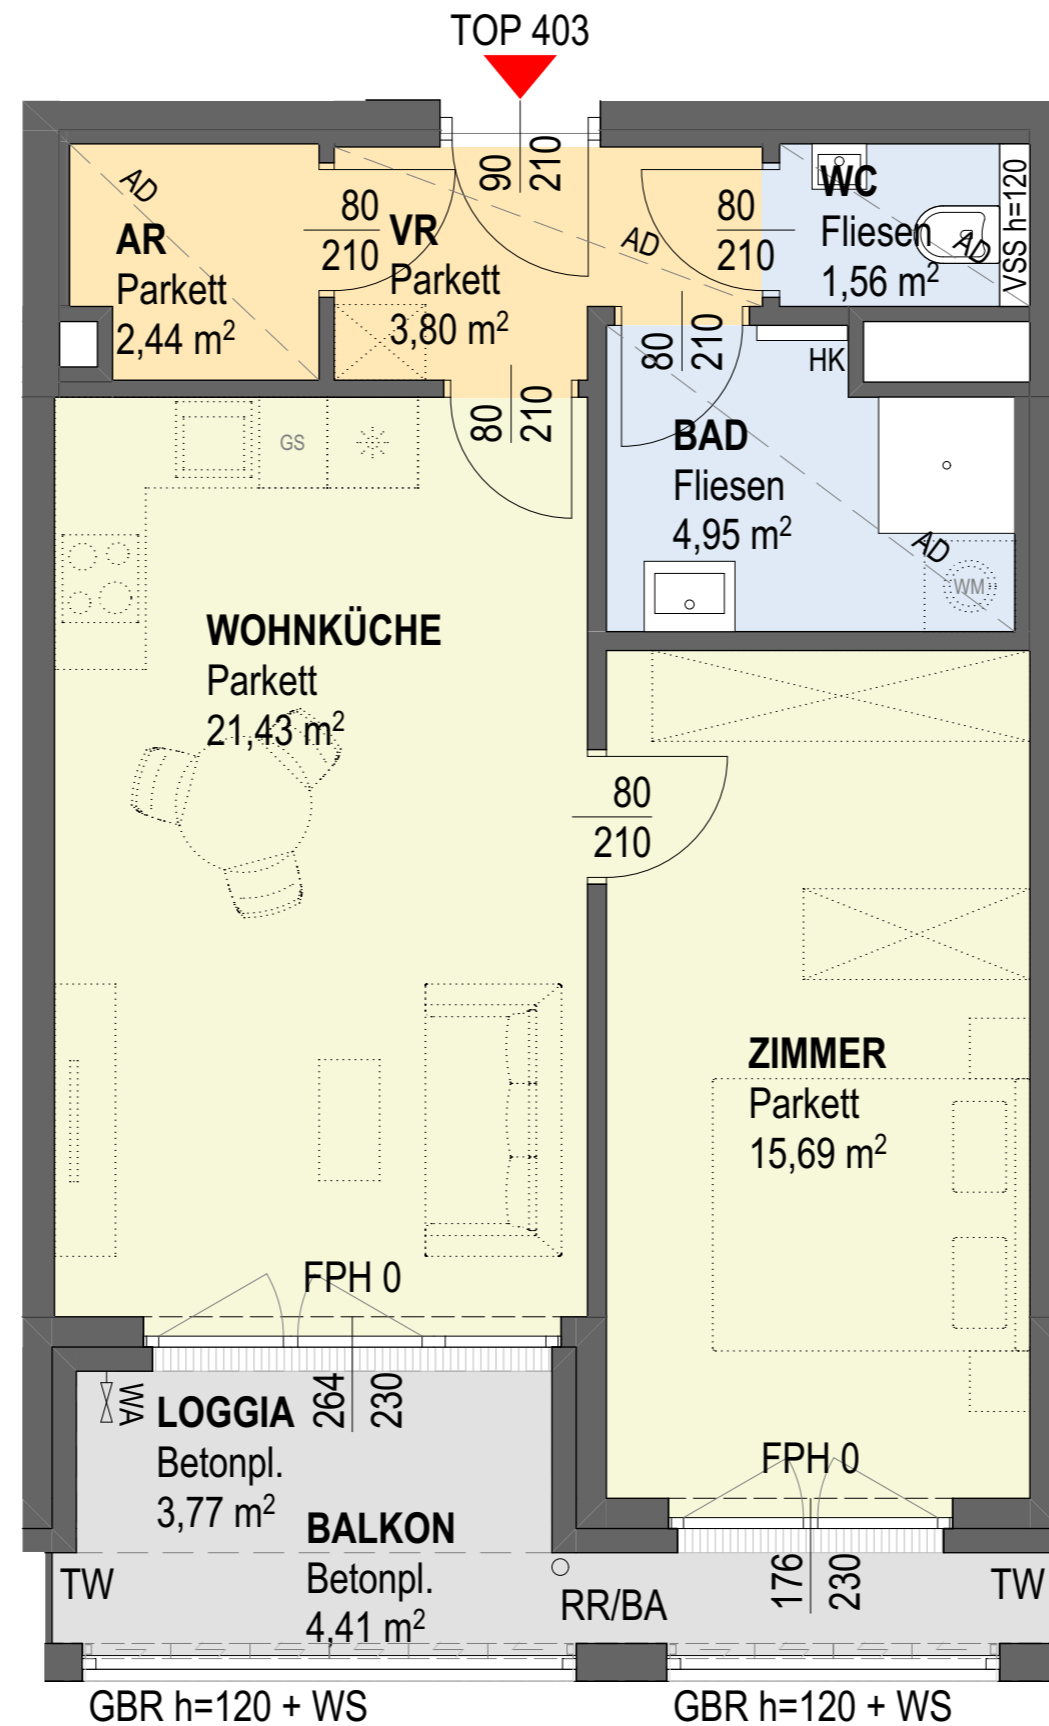 TOP 403
90
210
AD
AR
Parkett
2,44 m²
80
210
VR
Parkett
3,80 m²
AD
80
210
WC
Fliesen
1,56 m²
AD
VSS h=120
80
210
80
210
HK
BAD
Fliesen
4,95 m²
AD
WM
GS
WOHNKÜCHE
Parkett
21,43 m²
80
210
ZIMMER
Parkett
15,69 m²
FPH 0
264
230
WA
LOGGIA
Betonpl.
3,77 m²
FPH 0
176
230
BALKON
Betonpl.
4,41 m²
TW
RR/BA
TW
GBR h=120 + WS
GBR h=120 + WS